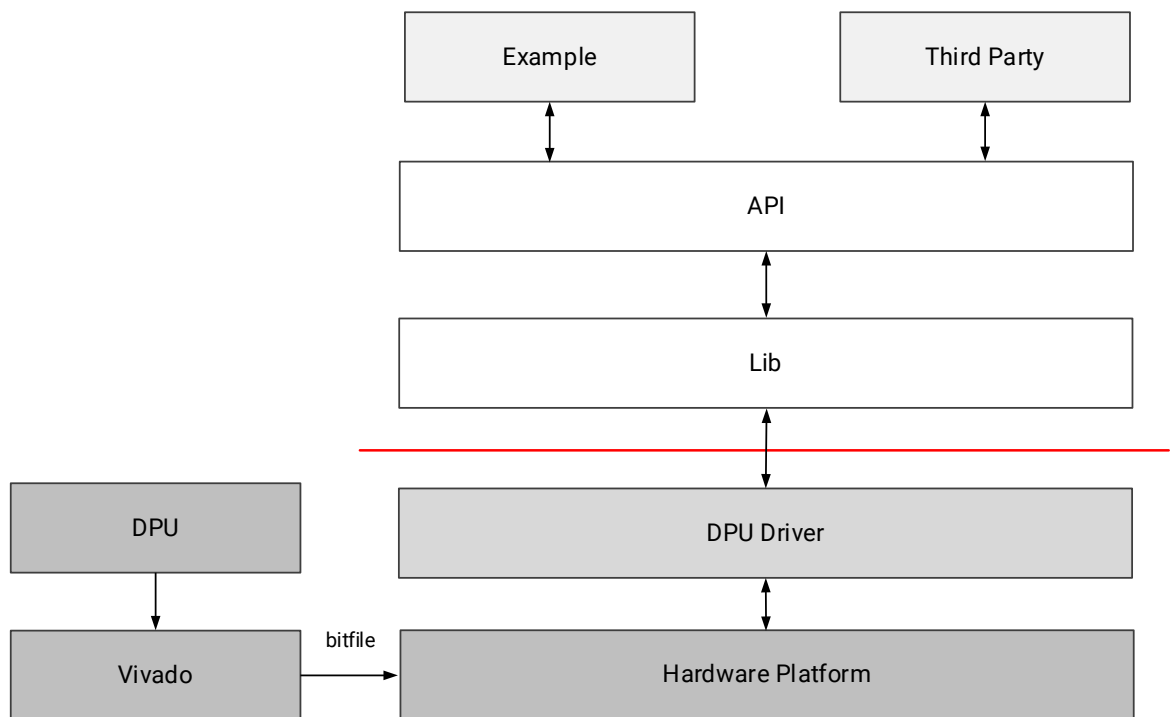 Example
Third Party
API
Lib
DPU
DPU Driver
bitfile
Vivado
Hardware Platform